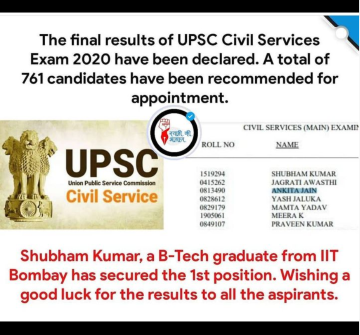 The final results of UPSC Civil Services
Exam 2020 have been declared. A total of
761 candidates have been recommended for
appointment.
CIVIL SERVICES (MAIN) EXAMIN
ROLL NO NAME
1519294 SHUBHAM KUMAR
0415262 JAGRATI AWASTHI
0813490 ANKITA JAIN
0828612 YASH JALUKA
0829179 MAMTA YADAV
1905061 MEERA K
0849107 PRAVEEN KUMAR
UPSC
Union Public Service Commission
Civil Service
Shubham Kumar, a B-Tech graduate from IIT
Bombay has secured the 1st position. Wishing a
good luck for the results to all the aspirants.